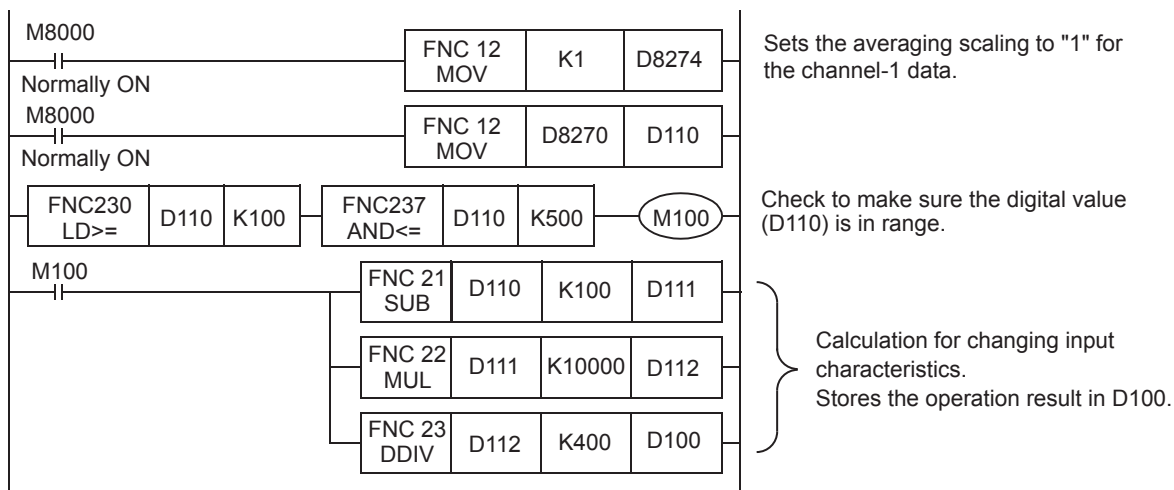 M8000
Normally ON
FNC 12 MOV K1 D8274
Sets the averaging scaling to "1" for
the channel-1 data.
M8000
Normally ON
FNC 12 MOV D8270 D110
FNC230 LD>= D110 K100 FNC237 AND<= D110 K500 M100
Check to make sure the digital value
(D110) is in range.
M100
FNC 21 SUB D110 K100 D111
FNC 22 MUL D111 K10000 D112
FNC 23 DDIV D112 K400 D100
Calculation for changing input
characteristics.
Stores the operation result in D100.